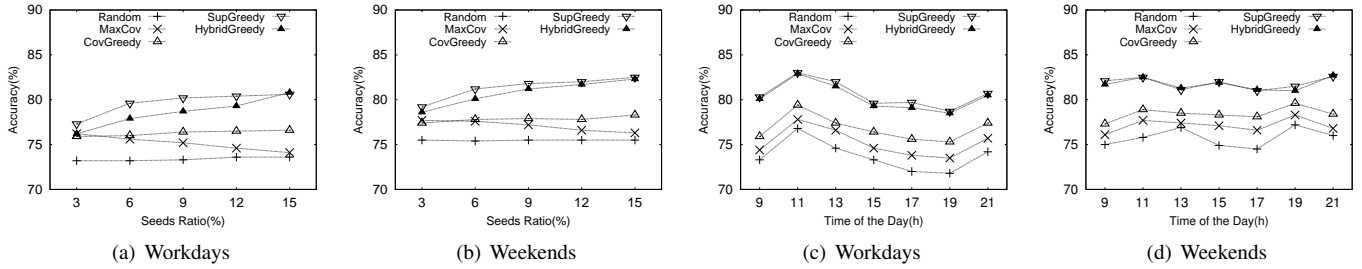 90
85
80
75
70
Accuracy(%)
Random
MaxCov
CovGreedy
SupGreedy
HybridGreedy
3 6 9 12 15
Seeds Ratio(%)
(a) Workdays
90
85
80
75
70
Accuracy(%)
Random
MaxCov
CovGreedy
SupGreedy
HybridGreedy
3 6 9 12 15
Seeds Ratio(%)
(b) Weekends
90
85
80
75
70
Accuracy(%)
Random
MaxCov
CovGreedy
SupGreedy
HybridGreedy
9 11 13 15 17 19 21
Time of the Day(h)
(c) Workdays
90
85
80
75
70
Accuracy(%)
Random
MaxCov
CovGreedy
SupGreedy
HybridGreedy
9 11 13 15 17 19 21
Time of the Day(h)
(d) Weekends